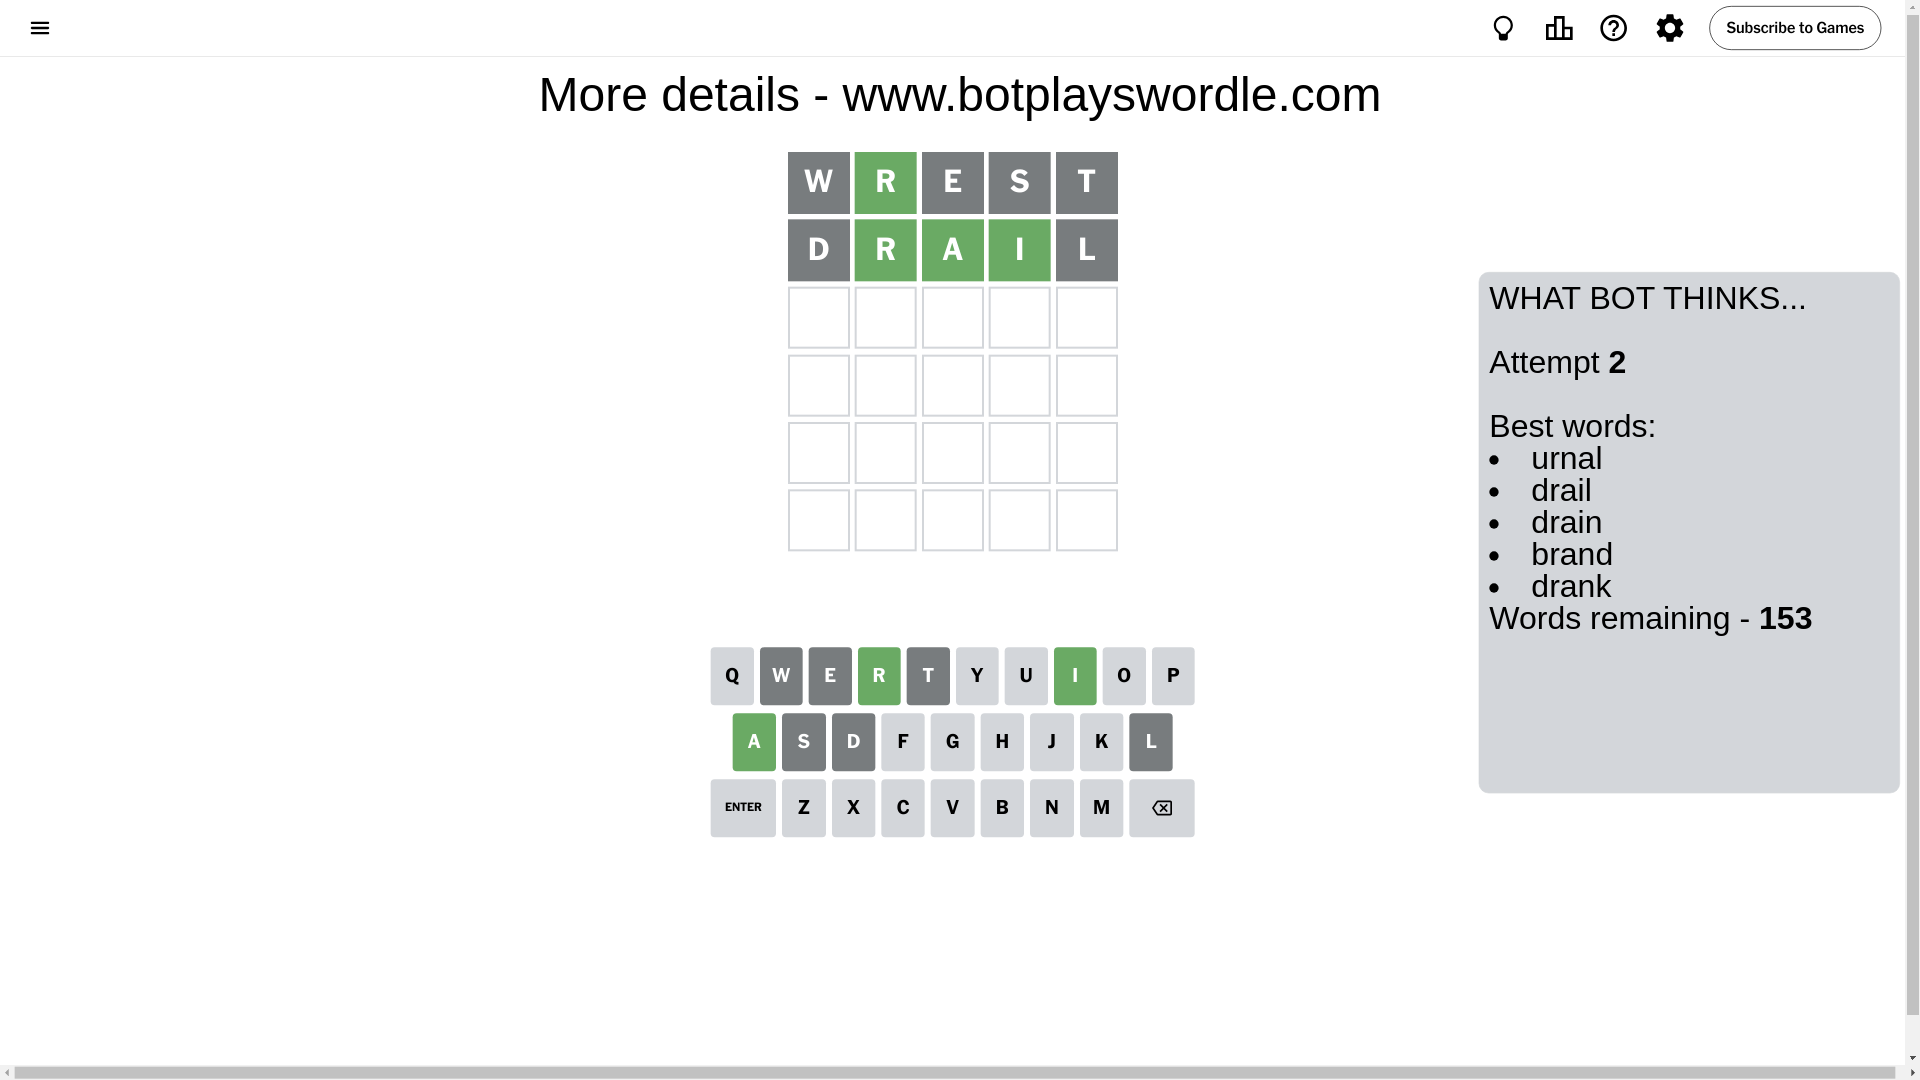 Subscribe to Games
More details - www.botplayswordle.com
W R E S T
D R A I L
WHAT BOT THINKS...
Attempt 2
Best words:
• urnal
• drail
• drain
• brand
• drank
Words remaining - 153
Q W E R T Y U I O P
A S D F G H J K L
ENTER Z X C V B N M